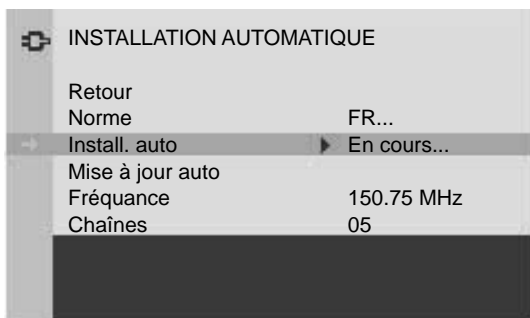 INSTALLATION AUTOMATIQUE
Retour
Norme FR...
Install. auto En cours...
Mise à jour auto
Fréquance 150.75 MHz
Chaînes 05